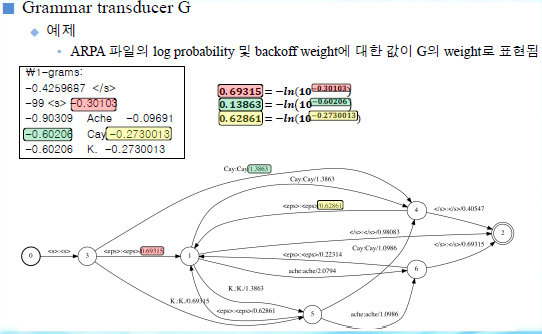 Grammar transducer G
예제
ARPA 파일의 log probability 및 backoff weight에 대한 값이 G의 weight로 표현됨
₩1-grams:
-0.4259687 </s>
-99 <s> -0.30103
-0.90309 Ache -0.09691
-0.60206 Cay -0.2730013
-0.60206 K. -0.2730013
0.69315 = −ln(10^-0.30103)
0.13863 = −ln(10^-0.60206)
0.62861 = −ln(10^-0.2730013)
Cay:Cay/1.3863
Cay:Cay/1.3863
<eps>:<eps>/0.62861
</s>:</s>/0.40547
4
</s>:</s>/0.98083
2
<s>:<s>
<eps>:<eps>/0.69315
Cay:Cay/1.0986
</s>:</s>/0.69315
0
3
1
<eps>:<eps>/0.22314
ache:ache/2.0794
6
K.:K./1.3863
K.:K./0.69315
<eps>:<eps>/0.62861
5
ache:ache/1.0986